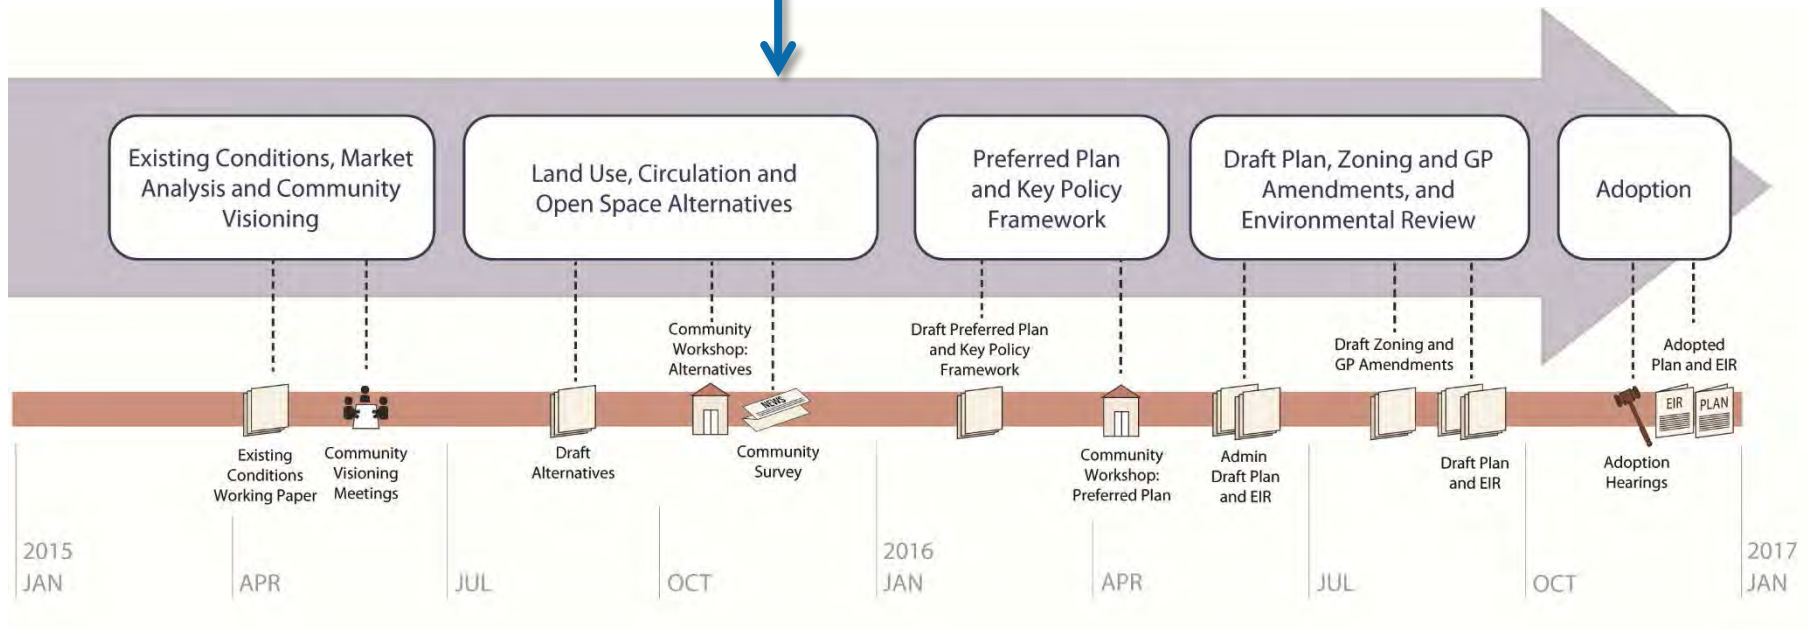 Existing Conditions, Market
Analysis and Community
Visioning
Land Use, Circulation and
Open Space Alternatives
Preferred Plan
and Key Policy
Framework
Draft Plan, Zoning and GP
Amendments, and
Environmental Review
Adoption
Community
Workshop:
Alternatives
Draft Preferred Plan
and Key Policy
Framework
Draft Zoning and
GP Amendments
Adopted
Plan and EIR
NEWS
EIR
PLAN
Existing
Conditions
Working Paper
Community
Visioning
Meetings
Draft
Alternatives
Community
Survey
Community
Workshop:
Preferred Plan
Admin
Draft Plan
and EIR
Draft Plan
and EIR
Adoption
Hearings
2015
JAN
APR
JUL
OCT
2016
JAN
APR
JUL
OCT
2017
JAN